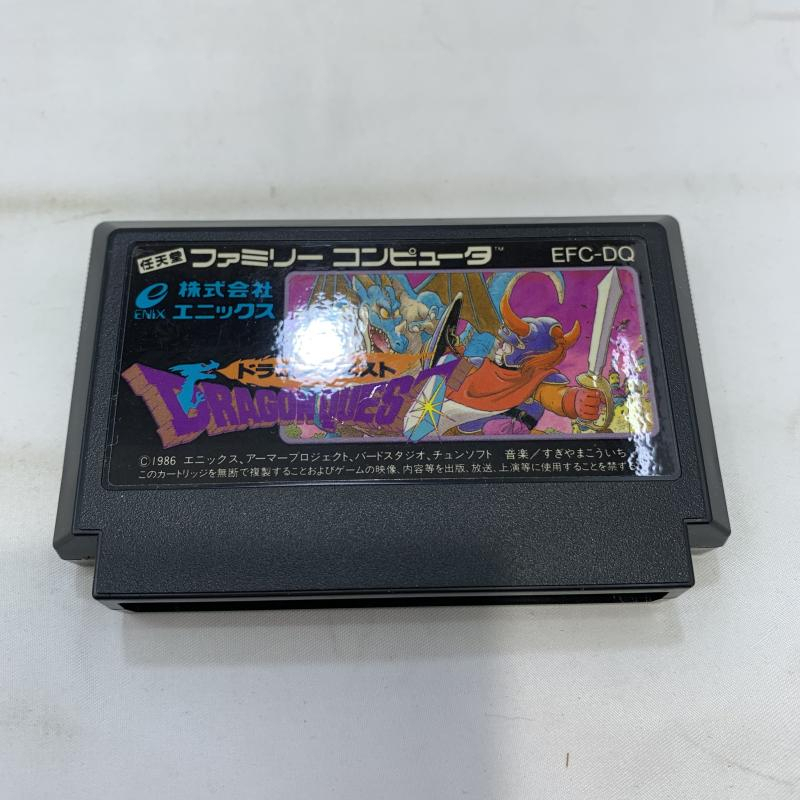 任天堂 ファミリー コンピュータ™ EFC-DQ
ENIX 株式会社
エニックス
ドラ スト
DRAGON QUEST
©1986 エニックス、アーマープロジェクト、バードスタジオ、チュンソフト 音楽/すぎやまこういち
このカートリッジを無断で複製することおよびゲームの映像、内容等を出版、放送、上演等に使用することを禁す